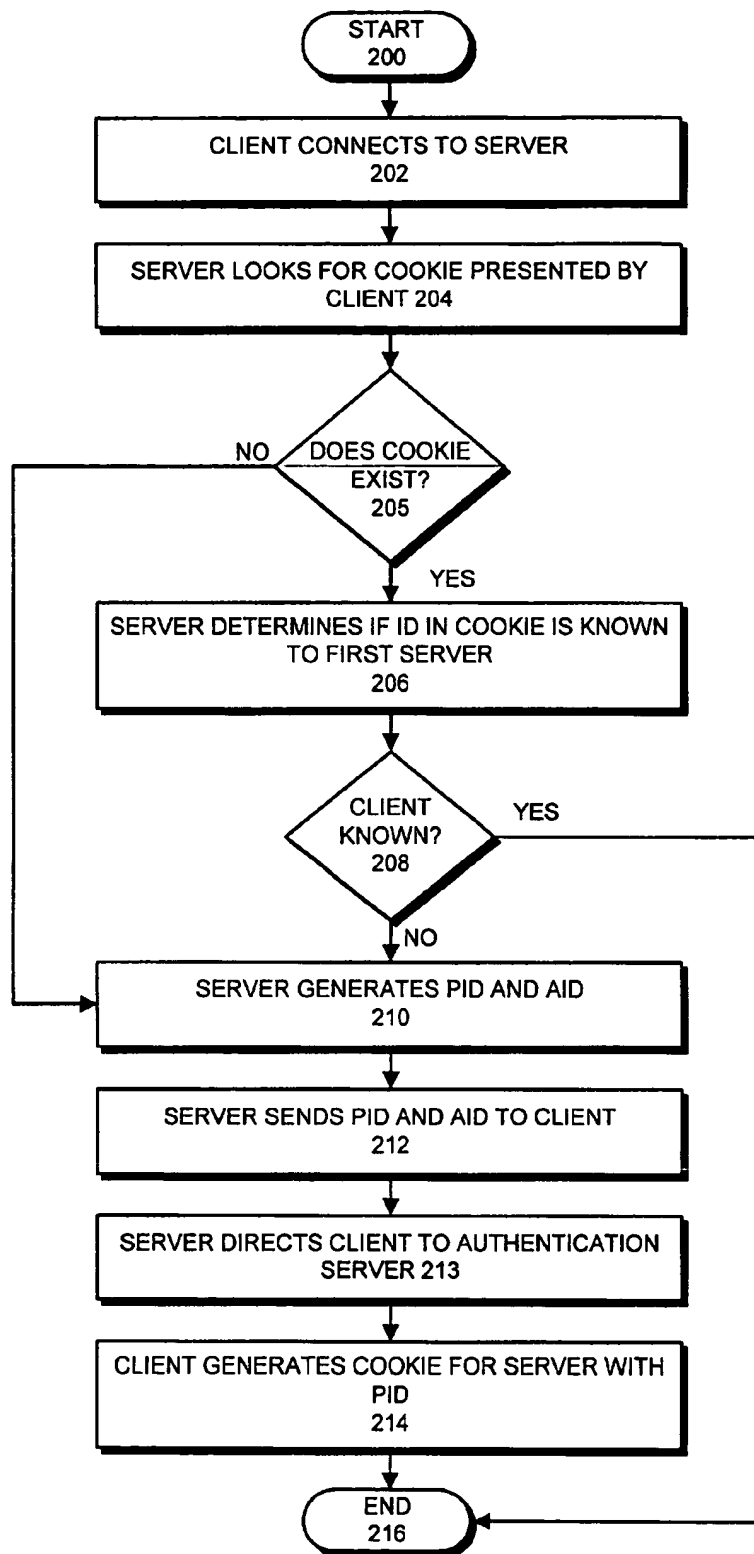 START
200
CLIENT CONNECTS TO SERVER
202
SERVER LOOKS FOR COOKIE PRESENTED BY
CLIENT 204
NO
DOES COOKIE
EXIST?
205
YES
SERVER DETERMINES IF ID IN COOKIE IS KNOWN
TO FIRST SERVER
206
CLIENT
KNOWN?
208
YES
NO
SERVER GENERATES PID AND AID
210
SERVER SENDS PID AND AID TO CLIENT
212
SERVER DIRECTS CLIENT TO AUTHENTICATION
SERVER 213
CLIENT GENERATES COOKIE FOR SERVER WITH
PID
214
END
216